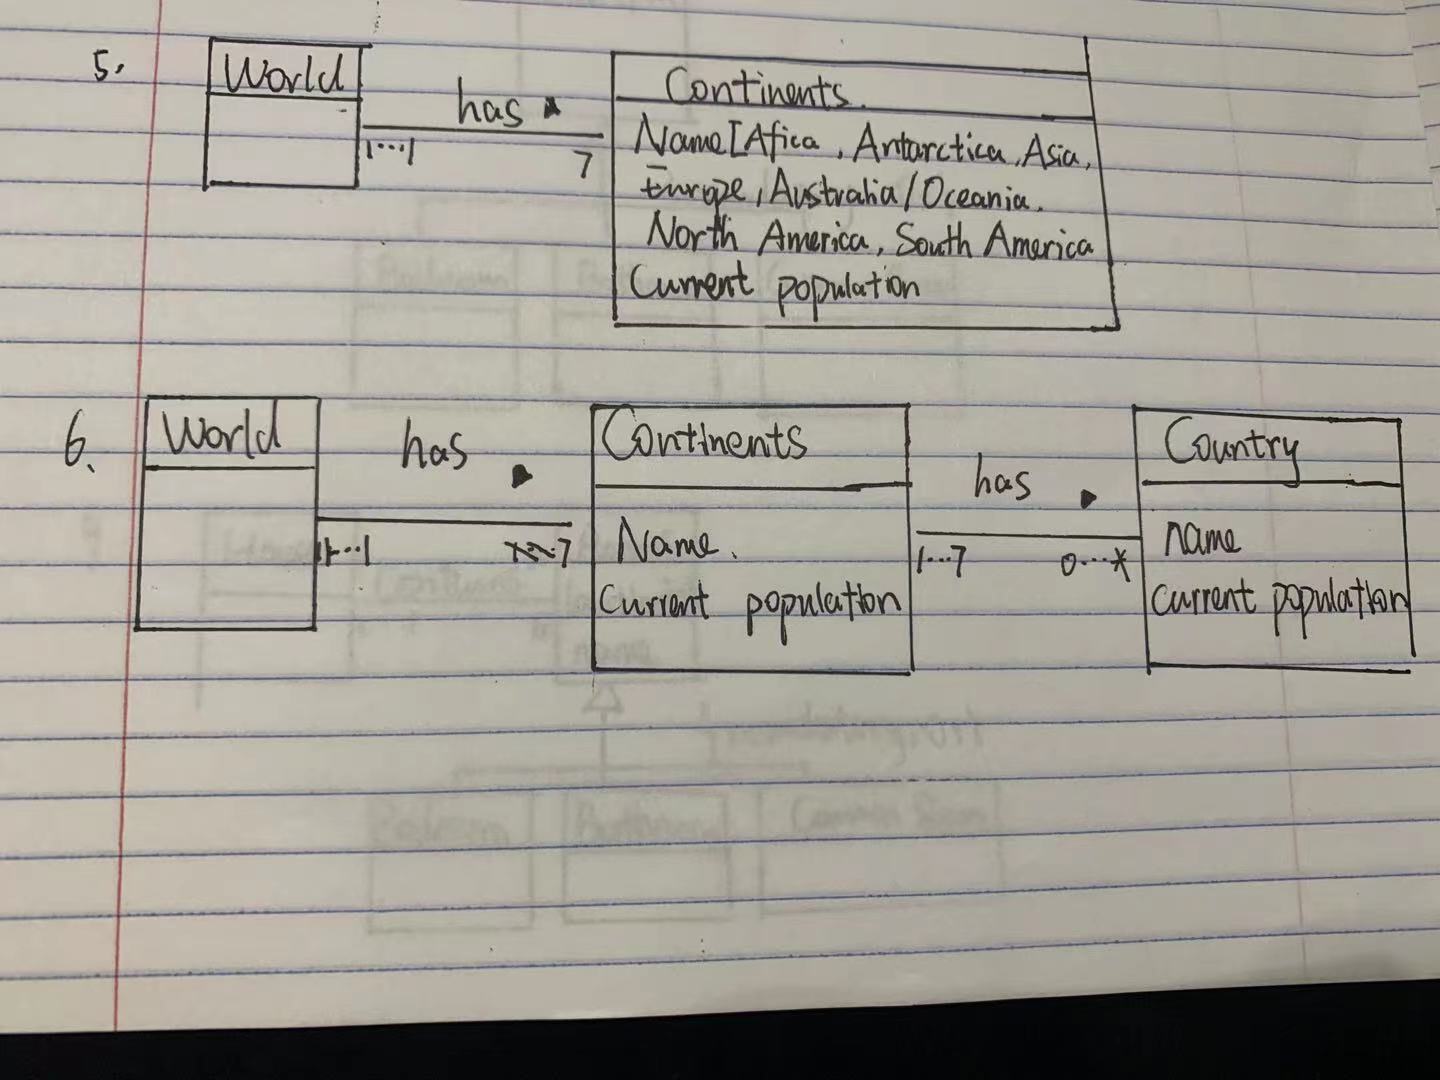 5.
World
has
1...1
7
Continents.
Name[Afica, Antarctica, Asia,
Europe, Australia/Oceania.
North America, South America
Current population
6.
World
has
1...1
7
Continents
Name.
Current population
has
1...7
0...*
Country
name
Current population